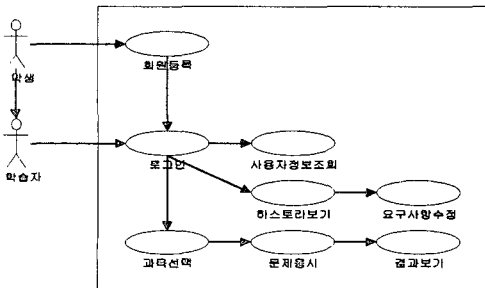 회원등록
학생
로그인
사용자정보조회
학습자
히스토리보기
요구사항수정
과목선택
문제응시
결과보기